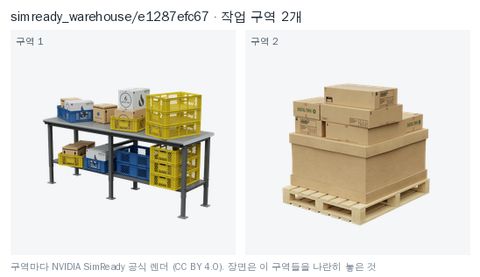 simready_warehouse/e1287efc67 · 작업 구역 2개
구역 1
구역 2
구역마다 NVIDIA SimReady 공식 렌더 (CC BY 4.0). 장면은 이 구역들을 나란히 놓은 것